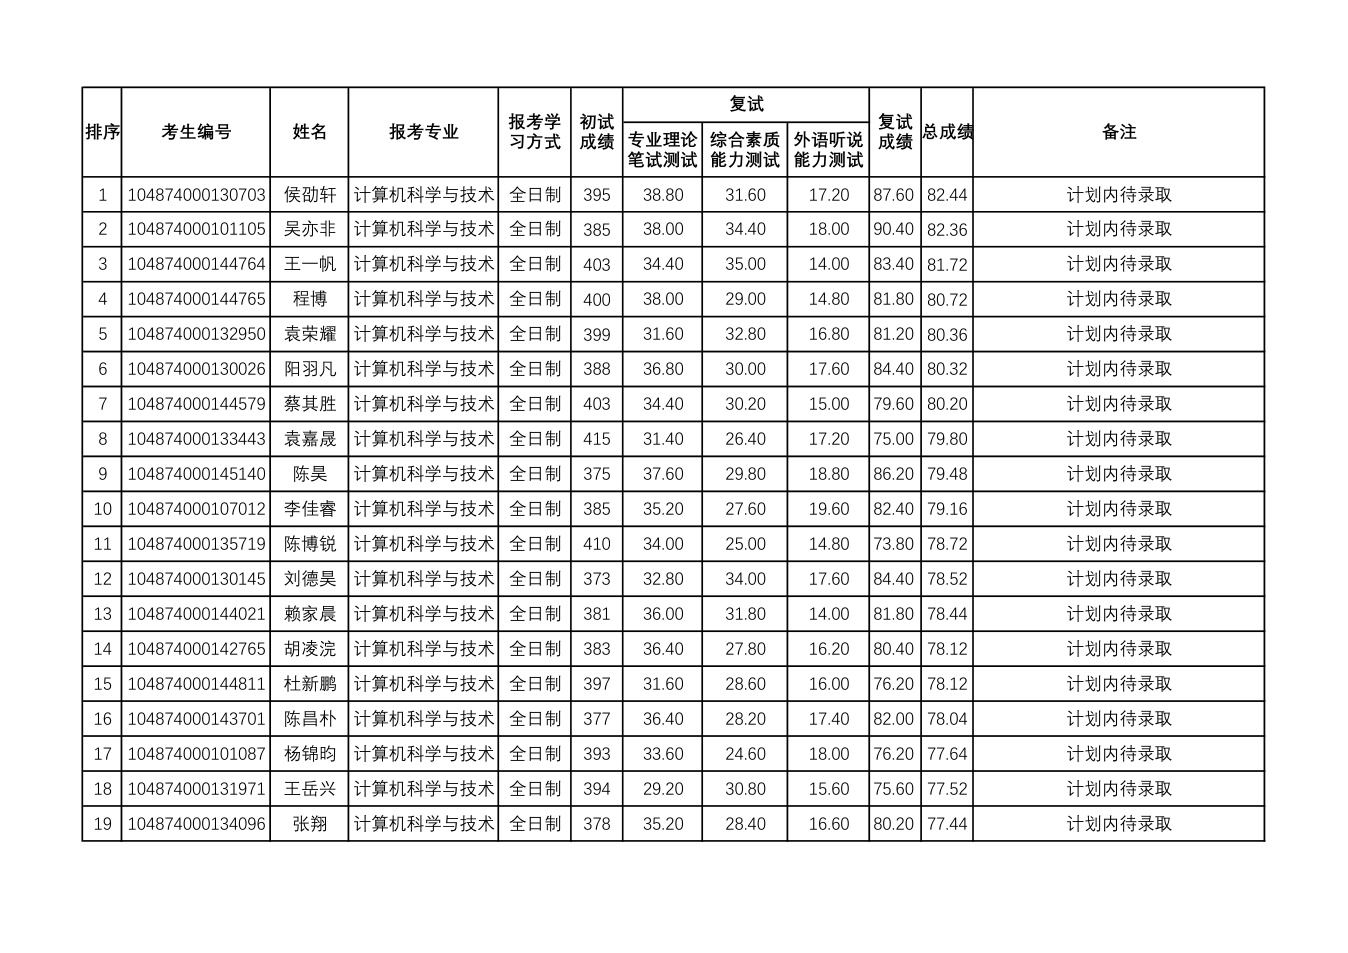 排序 考生编号 姓名 报考专业 报考学习方式 初试成绩 复试 复试成绩 总成绩 备注
专业理论笔试测试 综合素质能力测试 外语听说能力测试
1 104874000130703 侯劭轩 计算机科学与技术 全日制 395 38.80 31.60 17.20 87.60 82.44 计划内待录取
2 104874000101105 吴亦非 计算机科学与技术 全日制 385 38.00 34.40 18.00 90.40 82.36 计划内待录取
3 104874000144764 王一帆 计算机科学与技术 全日制 403 34.40 35.00 14.00 83.40 81.72 计划内待录取
4 104874000144765 程博 计算机科学与技术 全日制 400 38.00 29.00 14.80 81.80 80.72 计划内待录取
5 104874000132950 袁荣耀 计算机科学与技术 全日制 399 31.60 32.80 16.80 81.20 80.36 计划内待录取
6 104874000130026 阳羽凡 计算机科学与技术 全日制 388 36.80 30.00 17.60 84.40 80.32 计划内待录取
7 104874000144579 蔡其胜 计算机科学与技术 全日制 403 34.40 30.20 15.00 79.60 80.20 计划内待录取
8 104874000133443 袁嘉晟 计算机科学与技术 全日制 415 31.40 26.40 17.20 75.00 79.80 计划内待录取
9 104874000145140 陈昊 计算机科学与技术 全日制 375 37.60 29.80 18.80 86.20 79.48 计划内待录取
10 104874000107012 李佳睿 计算机科学与技术 全日制 385 35.20 27.60 19.60 82.40 79.16 计划内待录取
11 104874000135719 陈博锐 计算机科学与技术 全日制 410 34.00 25.00 14.80 73.80 78.72 计划内待录取
12 104874000130145 刘德昊 计算机科学与技术 全日制 373 32.80 34.00 17.60 84.40 78.52 计划内待录取
13 104874000144021 赖家晨 计算机科学与技术 全日制 381 36.00 31.80 14.00 81.80 78.44 计划内待录取
14 104874000142765 胡凌浣 计算机科学与技术 全日制 383 36.40 27.80 16.20 80.40 78.12 计划内待录取
15 104874000144811 杜新鹏 计算机科学与技术 全日制 397 31.60 28.60 16.00 76.20 78.12 计划内待录取
16 104874000143701 陈昌朴 计算机科学与技术 全日制 377 36.40 28.20 17.40 82.00 78.04 计划内待录取
17 104874000101087 杨锦昀 计算机科学与技术 全日制 393 33.60 24.60 18.00 76.20 77.64 计划内待录取
18 104874000131971 王岳兴 计算机科学与技术 全日制 394 29.20 30.80 15.60 75.60 77.52 计划内待录取
19 104874000134096 张翔 计算机科学与技术 全日制 378 35.20 28.40 16.60 80.20 77.44 计划内待录取